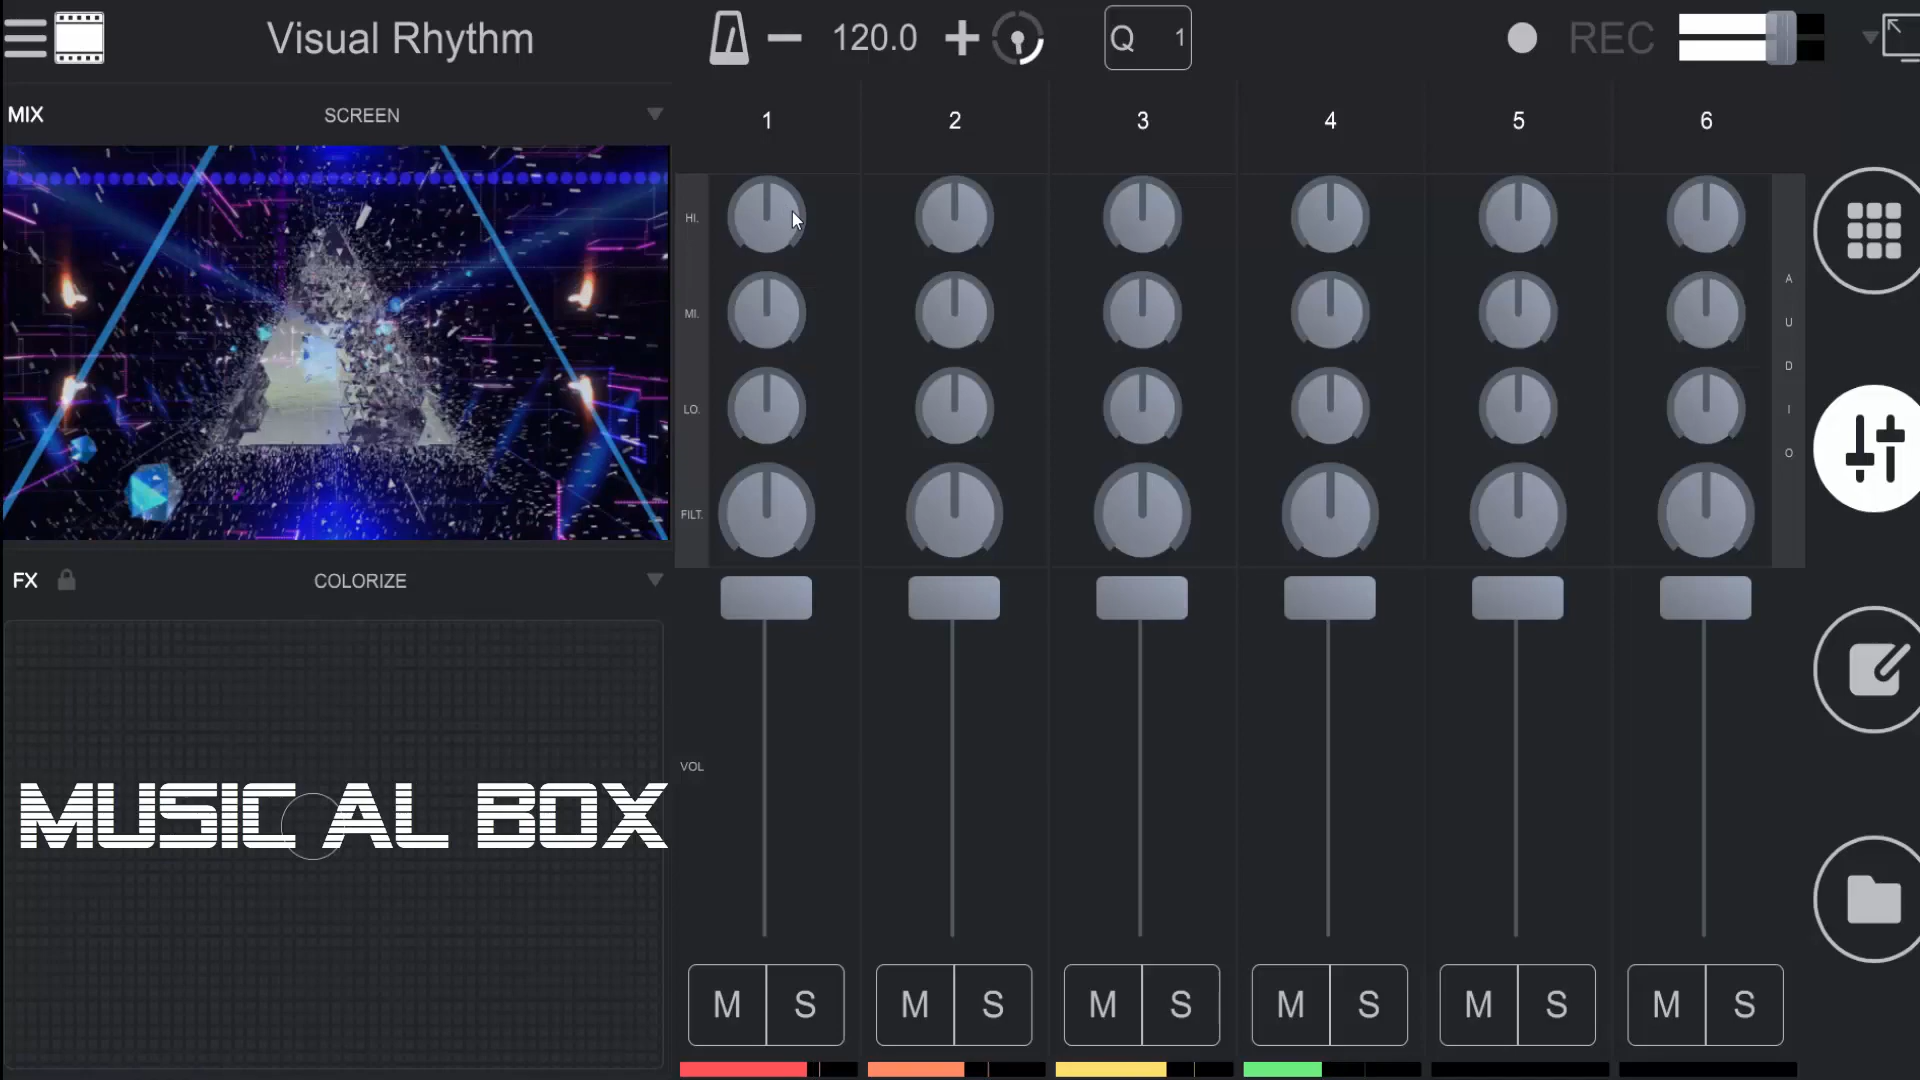 Visual Rhythm
120.0
Q 1
REC
MIX SCREEN
1 2 3 4 5 6
HI.
MI.
LO.
FILT.
AUDIO
FX COLORIZE
VOL
MUSICAL BOX
M S M S M S M S M S M S